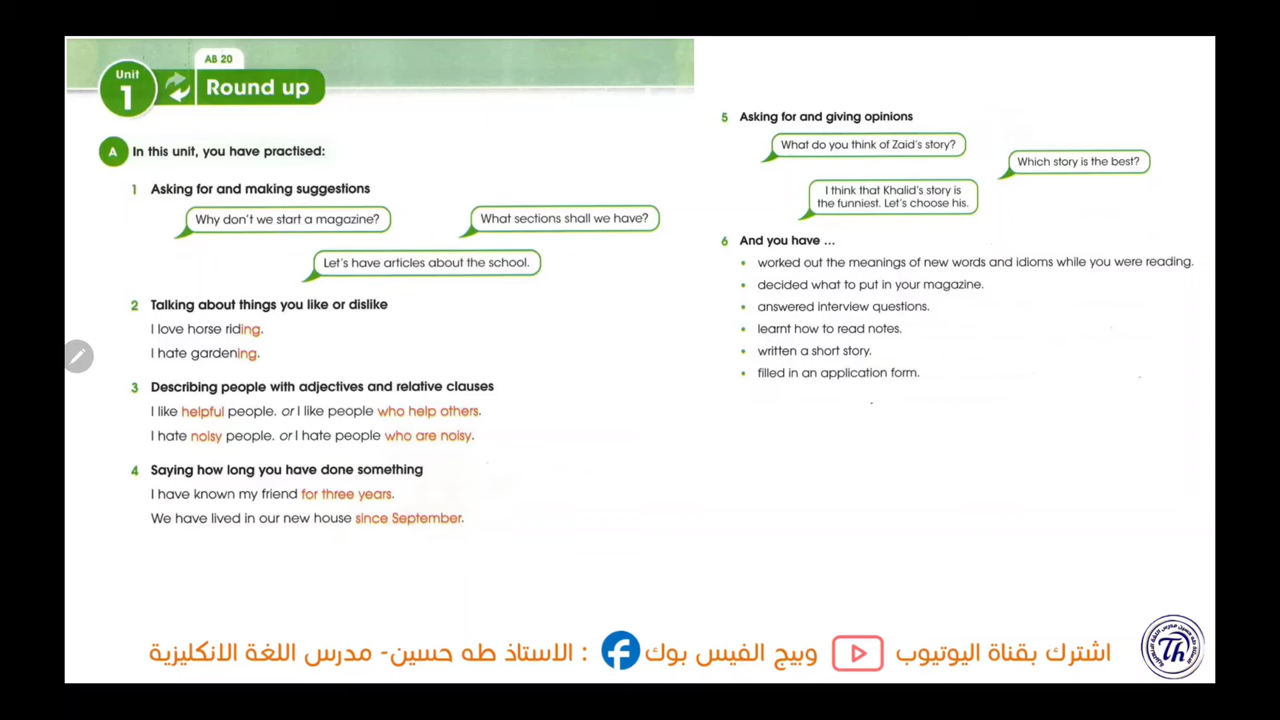 AB 20
Unit
1
Round up
A In this unit, you have practised:
1 Asking for and making suggestions
Why don't we start a magazine?
What sections shall we have?
Let's have articles about the school.
2 Talking about things you like or dislike
I love horse riding.
I hate gardening.
3 Describing people with adjectives and relative clauses
I like helpful people. or I like people who help others.
I hate noisy people. or I hate people who are noisy.
4 Saying how long you have done something
I have known my friend for three years.
We have lived in our new house since September.
5 Asking for and giving opinions
What do you think of Zaid's story?
Which story is the best?
I think that Khalid's story is
the funniest. Let's choose his.
6 And you have ...
• worked out the meanings of new words and idioms while you were reading.
• decided what to put in your magazine.
• answered interview questions.
• learnt how to read notes.
• written a short story.
• filled in an application form.
اشترك بقناة اليوتيوب وبيج الفيس بوك : الاستاذ طه حسين- مدرس اللغة الانكليزية
Th